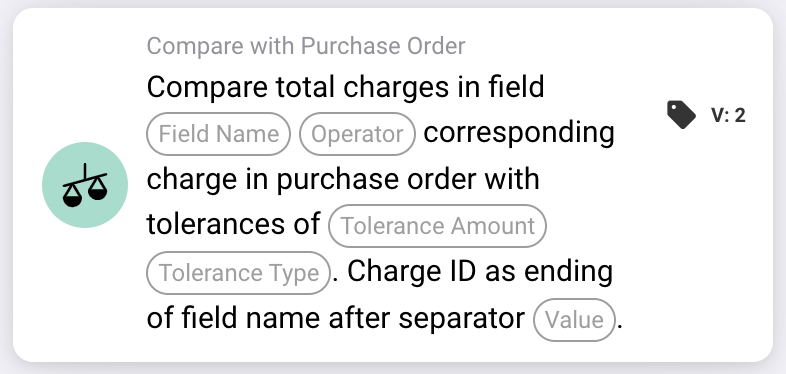 Compare with Purchase Order
Compare total charges in field
Field Name Operator corresponding
charge in purchase order with
tolerances of Tolerance Amount
Tolerance Type. Charge ID as ending
of field name after separator Value.
V: 2